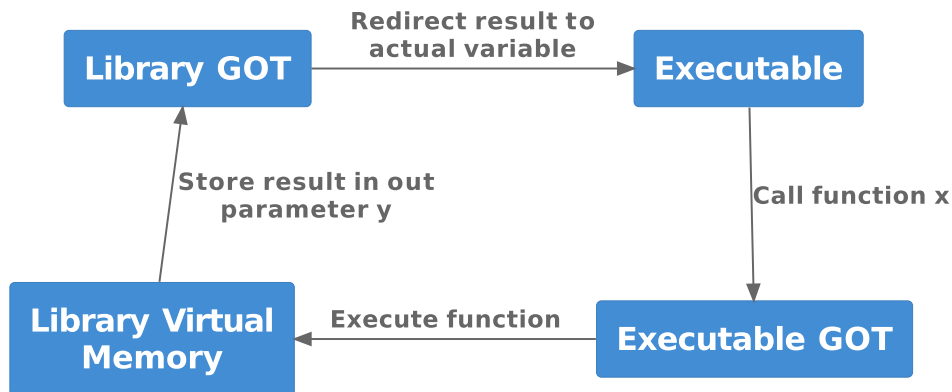 Redirect result to
actual variable
Library GOT
Executable
Store result in out
parameter y
Call function x
Library Virtual
Memory
Execute function
Executable GOT